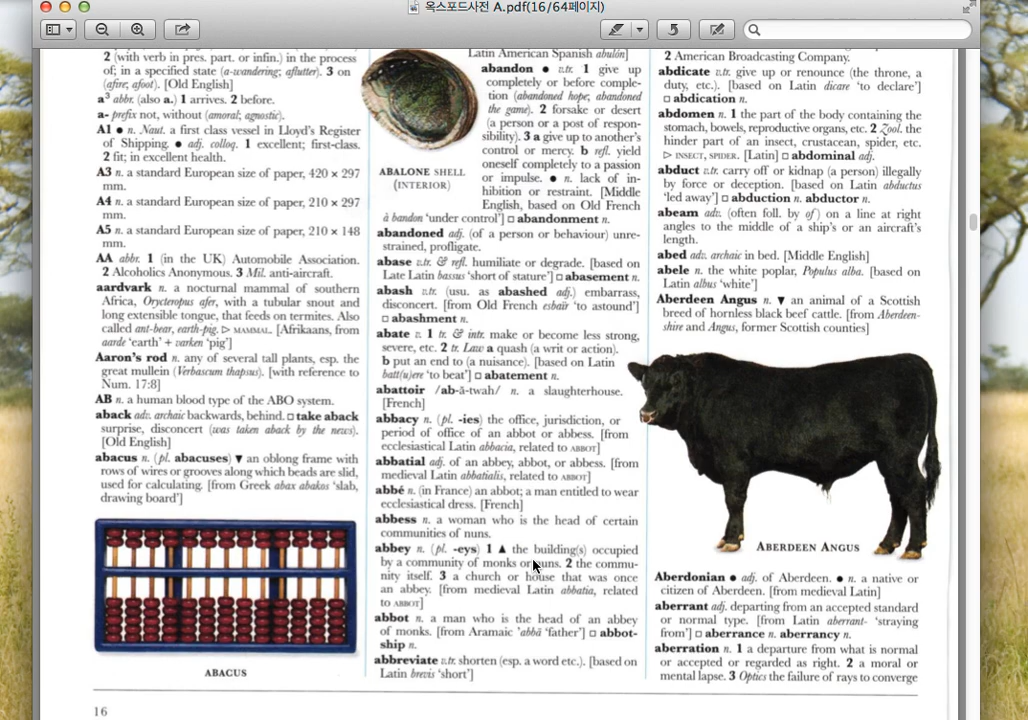 옥스포드사전 A.pdf(16/64페이지)
2 (with verb in pres. part. or infin.) in the process
of; in a specified state (a-wandering; aflutter). 3 on
(afire, afoot). [Old English]
a³ abbr. (also a.) 1 arrives. 2 before.
a- prefix not, without (amoral; agnostic).
A1 ● n. Naut. a first class vessel in Lloyd's Register
of Shipping. ● adj. colloq. 1 excellent; first-class.
2 fit; in excellent health.
A3 n. a standard European size of paper, 420 × 297
mm.
A4 n. a standard European size of paper, 210 × 297
mm.
A5 n. a standard European size of paper, 210 × 148
mm.
AA abbr. 1 (in the UK) Automobile Association.
2 Alcoholics Anonymous. 3 Mil. anti-aircraft.
aardvark n. a nocturnal mammal of southern
Africa, Orycteropus afer, with a tubular snout and
long extensible tongue, that feeds on termites. Also
called ant-bear, earth-pig. ▷ MAMMAL. [Afrikaans, from
aarde 'earth' + varken 'pig']
Aaron's rod n. any of several tall plants, esp. the
great mullein (Verbascum thapsus). [with reference to
Num. 17:8]
AB n. a human blood type of the ABO system.
aback adv. archaic backwards, behind. □ take aback
surprise, disconcert (was taken aback by the news).
[Old English]
abacus n. (pl. abacuses) ▼ an oblong frame with
rows of wires or grooves along which beads are slid,
used for calculating. [from Greek abax abakos 'slab,
drawing board']
ABACUS
16
Latin American Spanish abulón]
ABALONE SHELL
(INTERIOR)
abandon ● v.tr. 1 give up
completely or before comple-
tion (abandoned hope; abandoned
the game). 2 forsake or desert
(a person or a post of respon-
sibility). 3 a give up to another's
control or mercy. b refl. yield
oneself completely to a passion
or impulse. ● n. lack of in-
hibition or restraint. [Middle
English, based on Old French
à bandon 'under control'] □ abandonment n.
abandoned adj. (of a person or behaviour) unre-
strained, profligate.
abase v.tr. & refl. humiliate or degrade. [based on
Late Latin bassus 'short of stature'] □ abasement n.
abash v.tr. (usu. as abashed adj.) embarrass,
disconcert. [from Old French esbaïr 'to astound']
□ abashment n.
abate v. 1 tr. & intr. make or become less strong,
severe, etc. 2 tr. Law a quash (a writ or action).
b put an end to (a nuisance). [based on Latin
batt(u)ere 'to beat'] □ abatement n.
abattoir /ab-ă-twah/ n. a slaughterhouse.
[French]
abbacy n. (pl. -ies) the office, jurisdiction, or
period of office of an abbot or abbess. [from
ecclesiastical Latin abbacia, related to ABBOT]
abbatial adj. of an abbey, abbot, or abbess. [from
medieval Latin abbatialis, related to ABBOT]
abbé n. (in France) an abbot; a man entitled to wear
ecclesiastical dress. [French]
abbess n. a woman who is the head of certain
communities of nuns.
abbey n. (pl. -eys) 1 ▲ the building(s) occupied
by a community of monks or nuns. 2 the commu-
nity itself. 3 a church or house that was once
an abbey. [from medieval Latin abbatia, related
to ABBOT]
abbot n. a man who is the head of an abbey
of monks. [from Aramaic 'abbā 'father'] □ abbot-
ship n.
abbreviate v.tr. shorten (esp. a word etc.). [based on
Latin brevis 'short']
2 American Broadcasting Company.
abdicate v.tr. give up or renounce (the throne, a
duty, etc.). [based on Latin dicare 'to declare']
□ abdication n.
abdomen n. 1 the part of the body containing the
stomach, bowels, reproductive organs, etc. 2 Zool. the
hinder part of an insect, crustacean, spider, etc.
▷ INSECT, SPIDER. [Latin] □ abdominal adj.
abduct v.tr. carry off or kidnap (a person) illegally
by force or deception. [based on Latin abductus
'led away'] □ abduction n. abductor n.
abeam adv. (often foll. by of) on a line at right
angles to the middle of a ship's or an aircraft's
length.
abed adv. archaic in bed. [Middle English]
abele n. the white poplar, Populus alba. [based on
Latin albus 'white']
Aberdeen Angus n. ▼ an animal of a Scottish
breed of hornless black beef cattle. [from Aberdeen-
shire and Angus, former Scottish counties]
ABERDEEN ANGUS
Aberdonian ● adj. of Aberdeen. ● n. a native or
citizen of Aberdeen. [from medieval Latin]
aberrant adj. departing from an accepted standard
or normal type. [from Latin aberrant- 'straying
from'] □ aberrance n. aberrancy n.
aberration n. 1 a departure from what is normal
or accepted or regarded as right. 2 a moral or
mental lapse. 3 Optics the failure of rays to converge